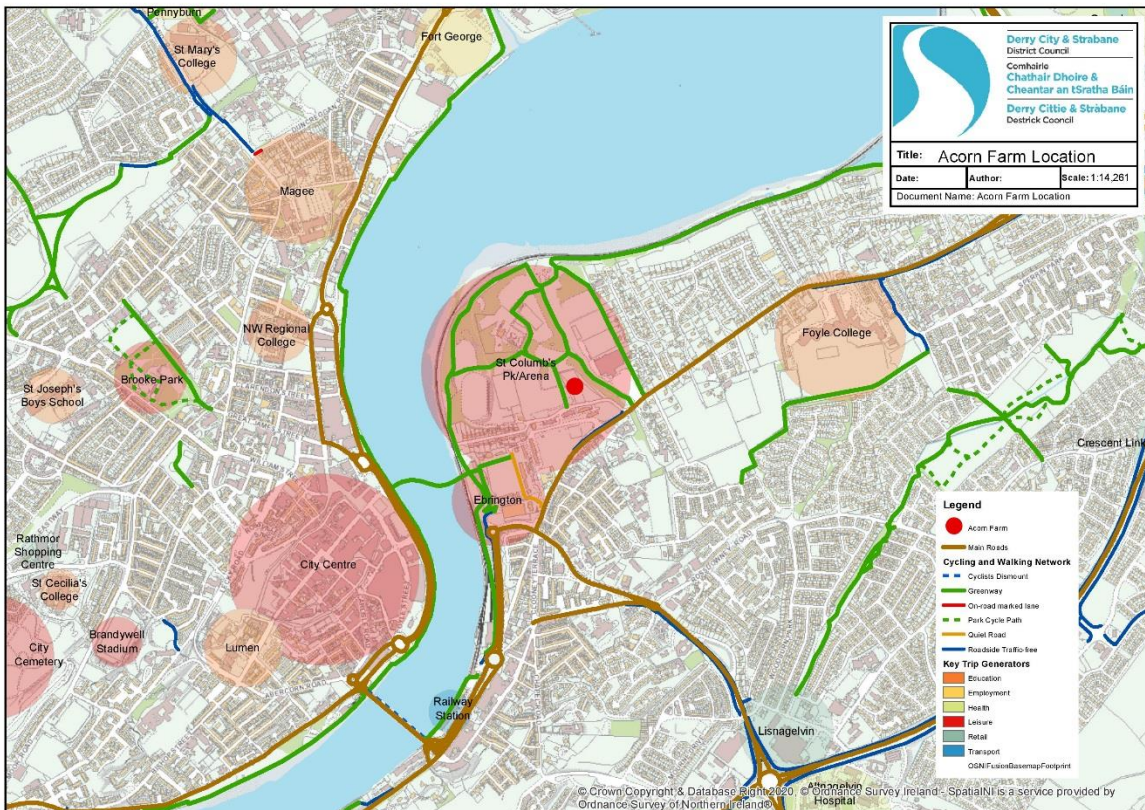 Pennyburn
St Mary's
College
Fort George
Magee
NW Regional
College
Brooke Park
St Joseph's
Boys School
St Columb's
Pk/Arena
Foyle College
Crescent Link
Ebrington
Rathmor
Shopping
Centre
City Centre
St Cecilia's
College
Brandywell
Stadium
Lumen
City
Cemetery
Railway
Station
Lisnagelvin
Altnagelvin
Hospital
Derry City & Strabane
District Council
Comhairle
Chathair Dhoire &
Cheantar an tSratha Báin
Derry Cittie & Stràbane
Destrick Cooncil
Title: Acorn Farm Location
Date: Author: Scale: 1:14,261
Document Name: Acorn Farm Location
Legend
Acorn Farm
Main Roads
Cycling and Walking Network
Cyclists Dismount
Greenway
On-road marked lane
Park Cycle Path
Quiet Road
Roadside Traffic-free
Key Trip Generators
Education
Employment
Health
Leisure
Retail
Transport
OSNIFusionBasemapFootprint
© Crown Copyright & Database Right 2020, © Ordnance Survey Ireland - SpatialNI is a service provided by
Ordnance Survey of Northern Ireland®